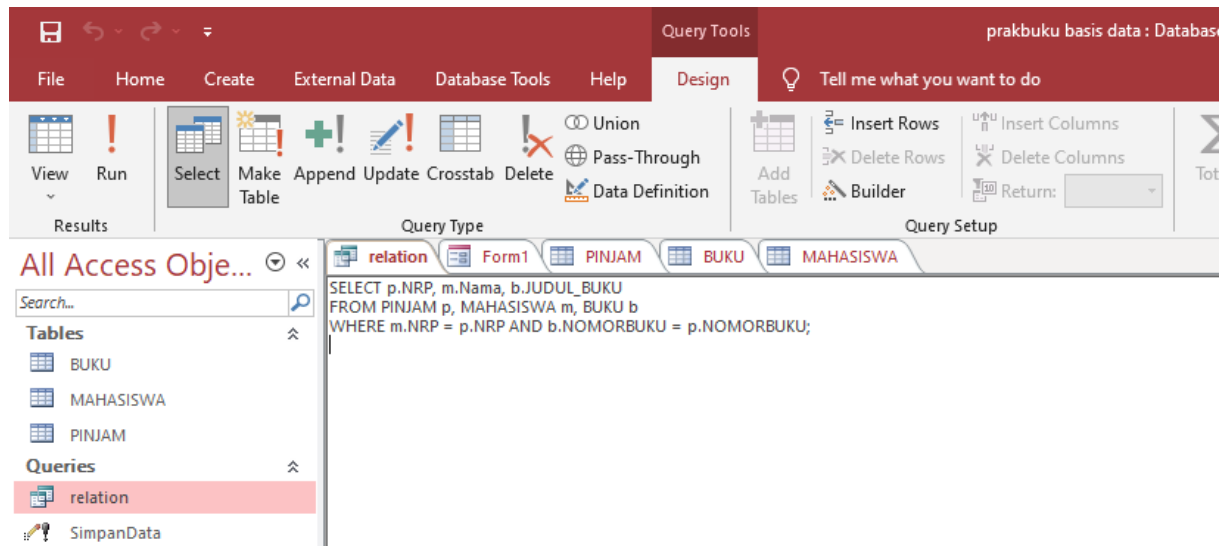 Query Tools
prakbuku basis data : Database
File Home Create External Data Database Tools Help Design Tell me what you want to do
View
Run
Select
Make Table
Append
Update
Crosstab
Delete
Union
Pass-Through
Data Definition
Add Tables
Insert Rows
Delete Rows
Builder
Insert Columns
Delete Columns
Return:
Tot
Results
Query Type
Query Setup
All Access Obje...
Search...
Tables
BUKU
MAHASISWA
PINJAM
Queries
relation
SimpanData
relation Form1 PINJAM BUKU MAHASISWA
SELECT p.NRP, m.Nama, b.JUDUL_BUKU
FROM PINJAM p, MAHASISWA m, BUKU b
WHERE m.NRP = p.NRP AND b.NOMORBUKU = p.NOMORBUKU;